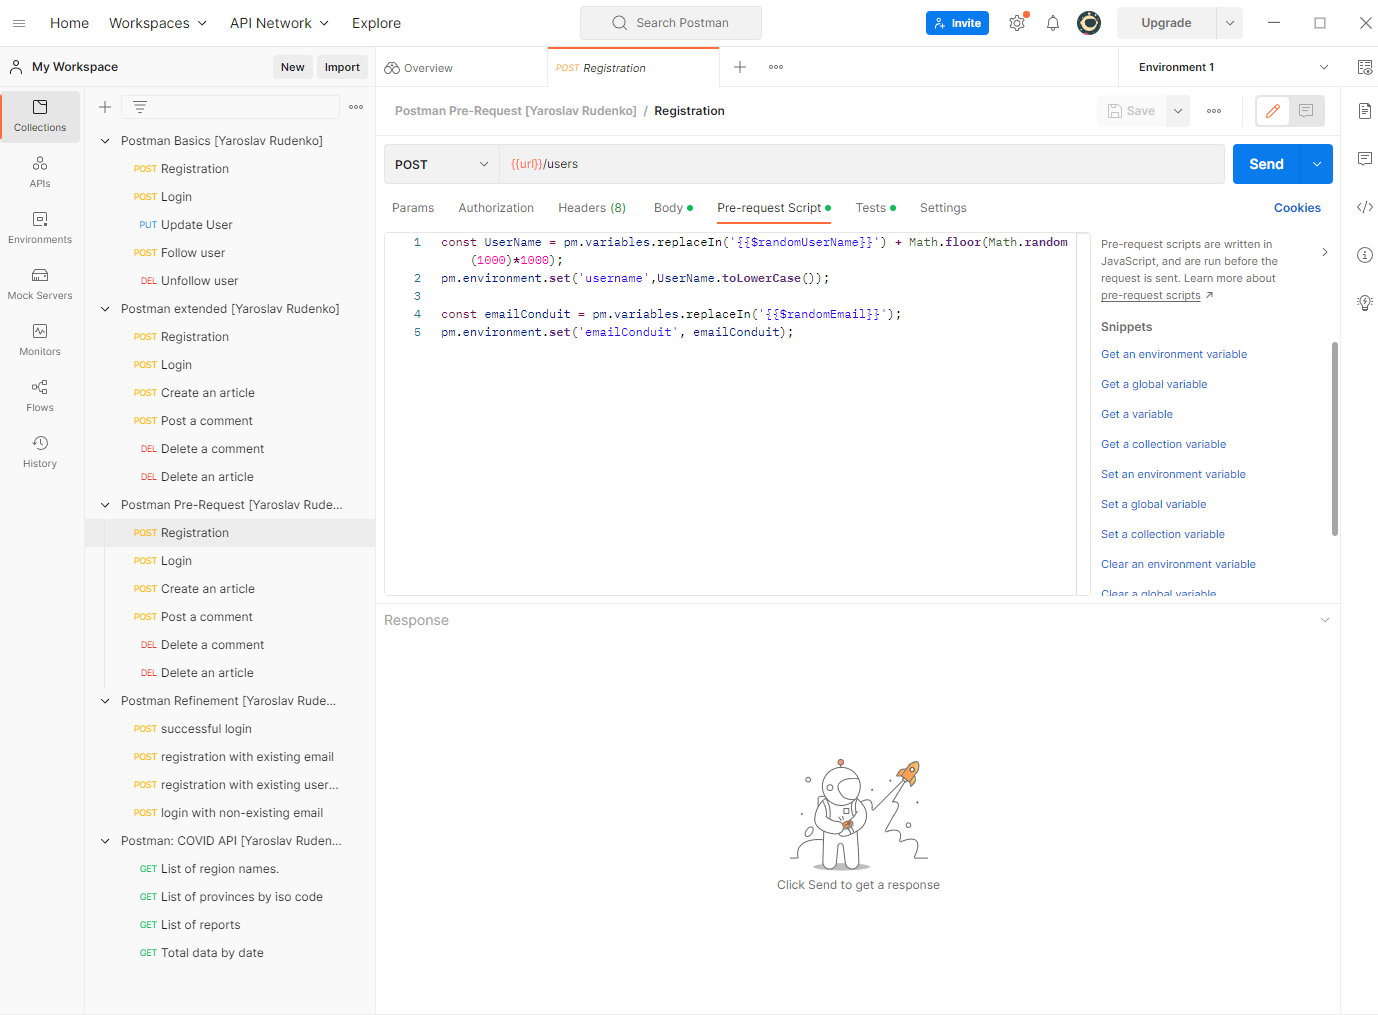 Home
Workspaces
API Network
Explore
Search Postman
Invite
Upgrade
My Workspace
New
Import
Overview
POST Registration
Environment 1
Collections
APIs
Environments
Mock Servers
Monitors
Flows
History
Postman Basics [Yaroslav Rudenko]
POST Registration
POST Login
PUT Update User
POST Follow user
DEL Unfollow user
Postman extended [Yaroslav Rudenko]
POST Registration
POST Login
POST Create an article
POST Post a comment
DEL Delete a comment
DEL Delete an article
Postman Pre-Request [Yaroslav Rude...
POST Registration
POST Login
POST Create an article
POST Post a comment
DEL Delete a comment
DEL Delete an article
Postman Refinement [Yaroslav Rude...
POST successful login
POST registration with existing email
POST registration with existing user...
POST login with non-existing email
Postman: COVID API [Yaroslav Ruden...
GET List of region names.
GET List of provinces by iso code
GET List of reports
GET Total data by date
Postman Pre-Request [Yaroslav Rudenko] / Registration
Save
POST
{{url}}/users
Send
Params
Authorization
Headers (8)
Body
Pre-request Script
Tests
Settings
Cookies
1 const UserName = pm.variables.replaceIn('{{$randomUserName}}') + Math.floor(Math.random
(1000)*1000);
2 pm.environment.set('username',UserName.toLowerCase());
3
4 const emailConduit = pm.variables.replaceIn('{{$randomEmail}}');
5 pm.environment.set('emailConduit', emailConduit);
Pre-request scripts are written in
JavaScript, and are run before the
request is sent. Learn more about
pre-request scripts ↗
Snippets
Get an environment variable
Get a global variable
Get a variable
Get a collection variable
Set an environment variable
Set a global variable
Set a collection variable
Clear an environment variable
Clear a global variable
Response
Click Send to get a response